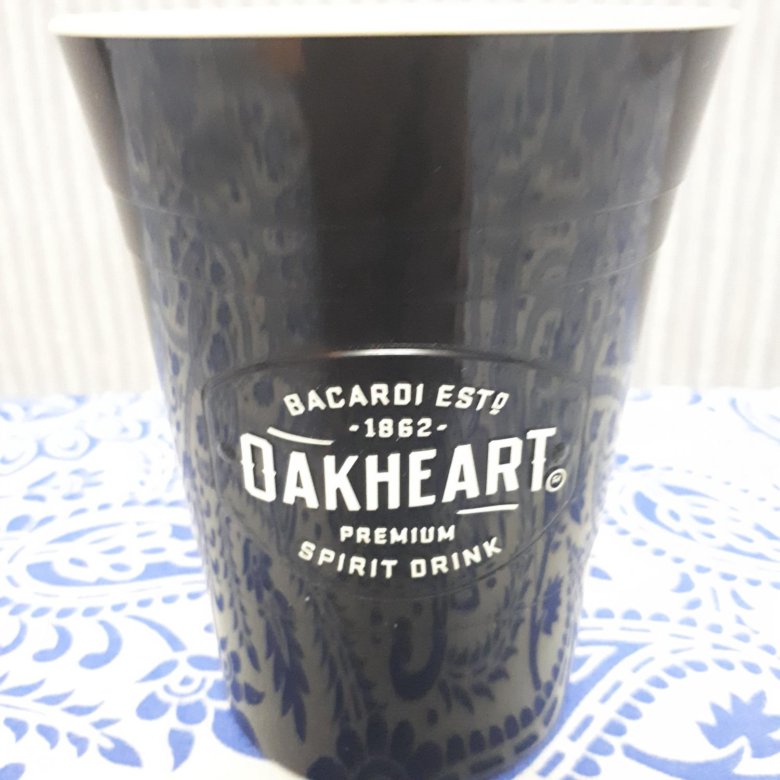 BACARDI ESTD
-1862-
OAKHEART
PREMIUM
SPIRIT DRINK